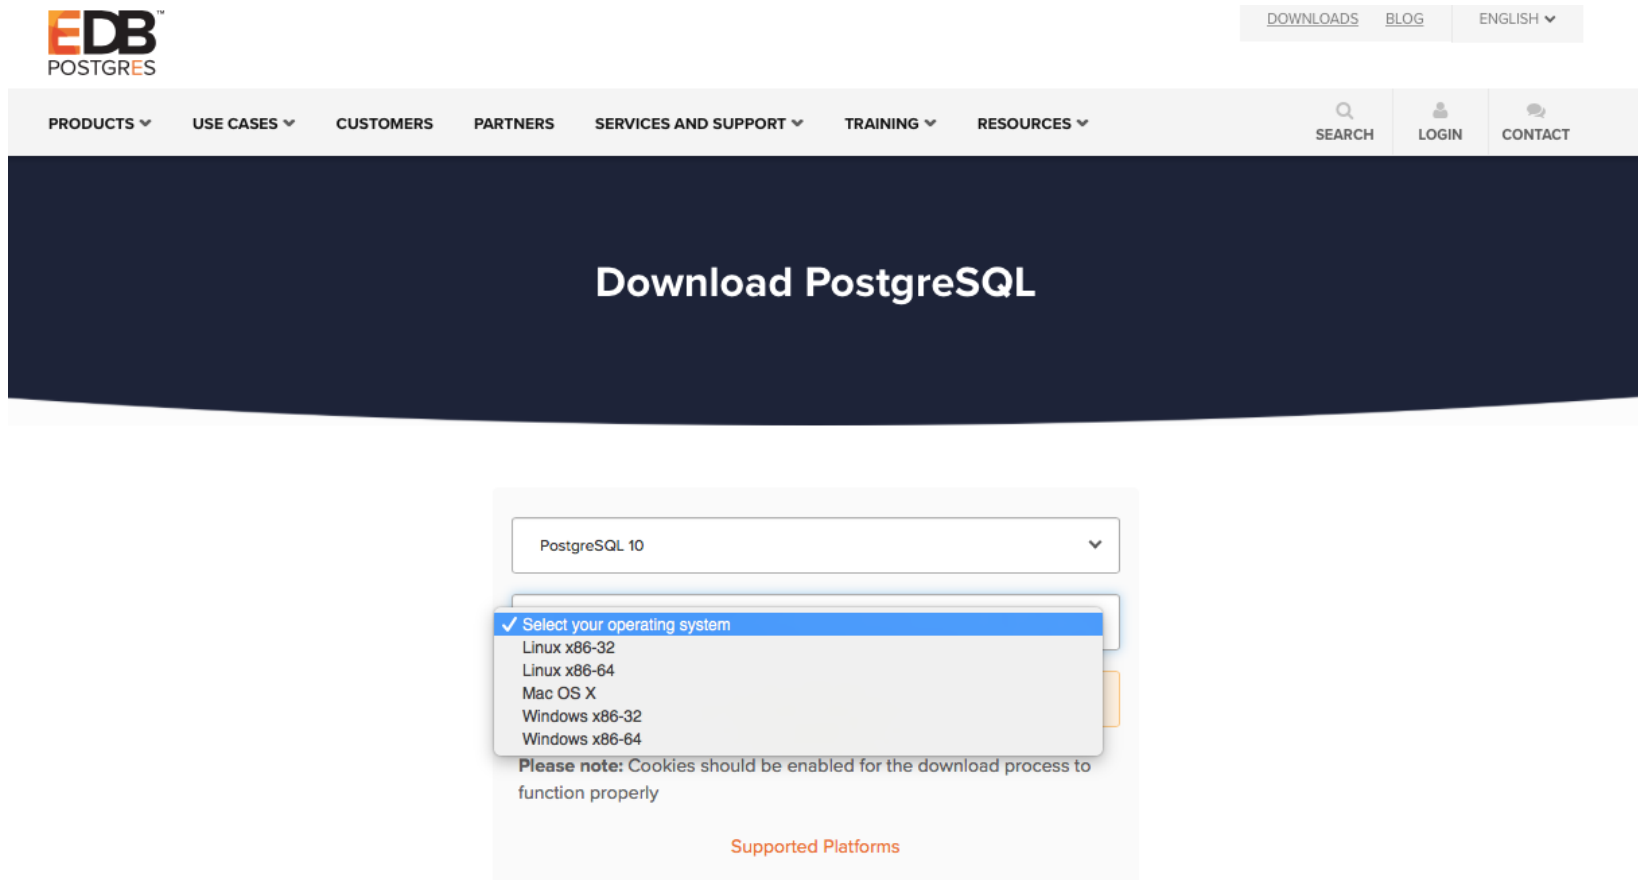 EDB™
POSTGRES
DOWNLOADS BLOG ENGLISH
PRODUCTS USE CASES CUSTOMERS PARTNERS SERVICES AND SUPPORT TRAINING RESOURCES SEARCH LOGIN CONTACT
Download PostgreSQL
PostgreSQL 10
✓ Select your operating system
Linux x86-32
Linux x86-64
Mac OS X
Windows x86-32
Windows x86-64
Please note: Cookies should be enabled for the download process to
function properly
Supported Platforms